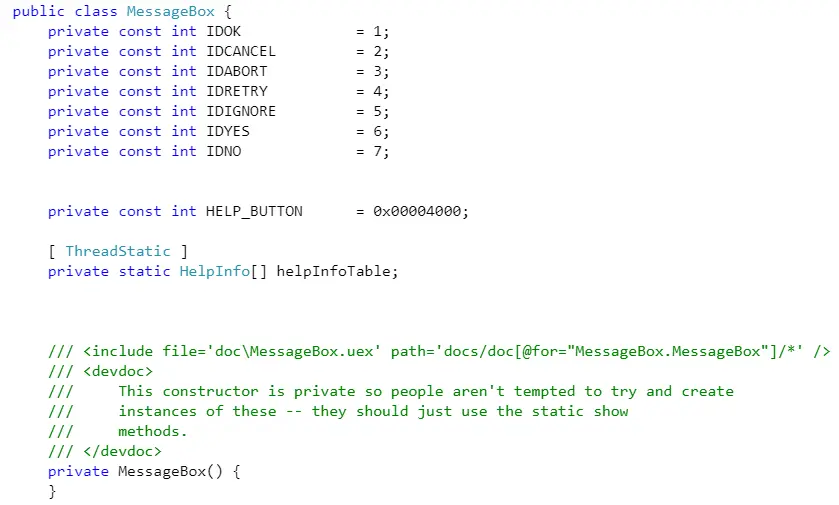 public class MessageBox {
    private const int IDOK             = 1;
    private const int IDCANCEL         = 2;
    private const int IDABORT          = 3;
    private const int IDRETRY          = 4;
    private const int IDIGNORE         = 5;
    private const int IDYES            = 6;
    private const int IDNO             = 7;
    private const int HELP_BUTTON      = 0x00004000;
    [ ThreadStatic ]
    private static HelpInfo[] helpInfoTable;
    /// <include file='doc\MessageBox.uex' path='docs/doc[@for="MessageBox.MessageBox"]/*' />
    /// <devdoc>
    ///     This constructor is private so people aren't tempted to try and create
    ///     instances of these -- they should just use the static show
    ///     methods.
    /// </devdoc>
    private MessageBox() {
    }